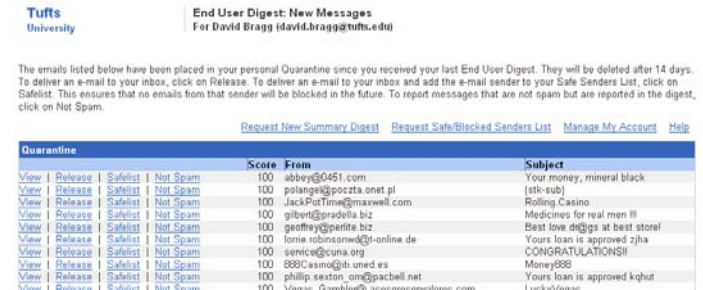 Tufts University
End User Digest: New Messages
For David Bragg (david.bragg@tufts.edu)
The emails listed below have been placed in your personal Quarantine since you received your last End User Digest. They will be deleted after 14 days.
To deliver an e-mail to your inbox, click on Release. To deliver an e-mail to your inbox and add the e-mail sender to your Safe Senders List, click on
Safelist. This ensures that no emails from that sender will be blocked in the future. To report messages that are not spam but are reported in the digest,
click on Not Spam.
Request New Summary Digest Request Safe/Blocked Senders List Manage My Account Help
Quarantine
Score From Subject
View | Release | Safelist | Not Spam 100 abbey@0451.com Your money, mineral black
View | Release | Safelist | Not Spam 100 polangel@poczta.onet.pl {stk-sub}
View | Release | Safelist | Not Spam 100 JackPotTime@maxwell.com Rolling Casino
View | Release | Safelist | Not Spam 100 gilbert@pradella.biz Medicines for real men !!!
View | Release | Safelist | Not Spam 100 geoffrey@perlite.biz Best love dr@gs at best store!
View | Release | Safelist | Not Spam 100 lorrie.robinsonwd@t-online.de Yours loan is approved zjha
View | Release | Safelist | Not Spam 100 service@cuna.org CONGRATULATIONS!!
View | Release | Safelist | Not Spam 100 888Casino@itr.uned.es Money888
View | Release | Safelist | Not Spam 100 phillip.sexton_om@pacbell.net Yours loan is approved kqhut
View | Release | Safelist | Not Spam 100 LuckyVegas